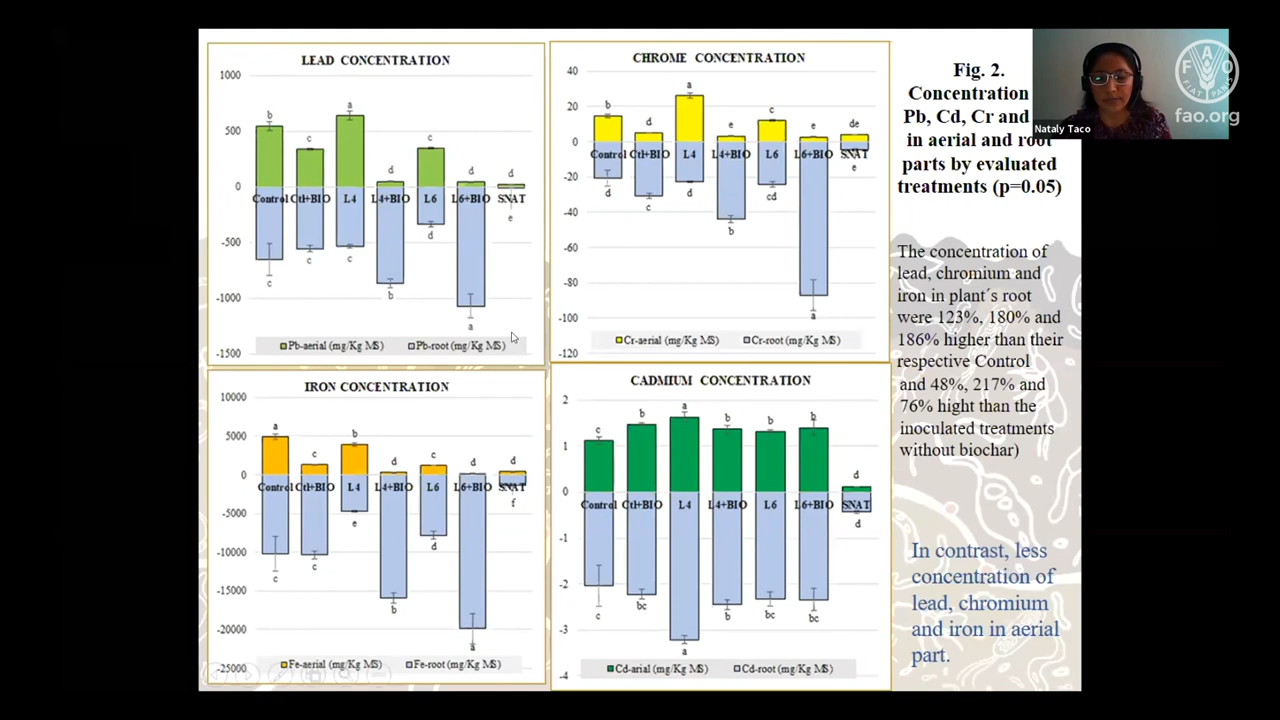 LEAD CONCENTRATION
1000
500
0
-500
-1000
-1500
b
c
a
d
c
d
d
Control
Ctl+BIO
L4
L4+BIO
L6
L6+BIO
SNAT
c
c
c
b
d
a
e
Pb-aerial (mg/Kg MS)
Pb-root (mg/Kg MS)
CHROME CONCENTRATION
40
20
0
-20
-40
-60
-80
-100
-120
b
d
a
e
c
e
de
Control
Ctl+BIO
L4
L4+BIO
L6
L6+BIO
SNAT
d
c
d
b
cd
a
e
Cr-aerial (mg/Kg MS)
Cr-root (mg/Kg MS)
IRON CONCENTRATION
10000
5000
0
-5000
-10000
-15000
-20000
-25000
a
c
b
d
c
d
d
Control
Ctl+BIO
L4
L4+BIO
L6
L6+BIO
SNAT
c
c
e
b
d
a
f
Fe-aerial (mg/Kg MS)
Fe-root (mg/Kg MS)
CADMIUM CONCENTRATION
2
1
0
-1
-2
-3
-4
c
b
a
b
b
b
d
Control
Ctl+BIO
L4
L4+BIO
L6
L6+BIO
SNAT
c
bc
a
b
bc
bc
d
Cd-arial (mg/Kg MS)
Cd-root (mg/Kg MS)
Fig. 2.
Concentration
Pb, Cd, Cr and
in aerial and root
parts by evaluated
treatments (p=0.05)
The concentration of
lead, chromium and
iron in plant´s root
were 123%, 180% and
186% higher than their
respective Control
and 48%, 217% and
76% hight than the
inoculated treatments
without biochar)
In contrast, less
concentration of
lead, chromium
and iron in aerial
part.
Nataly Taco
F A O
FIAT PANIS
fao.org